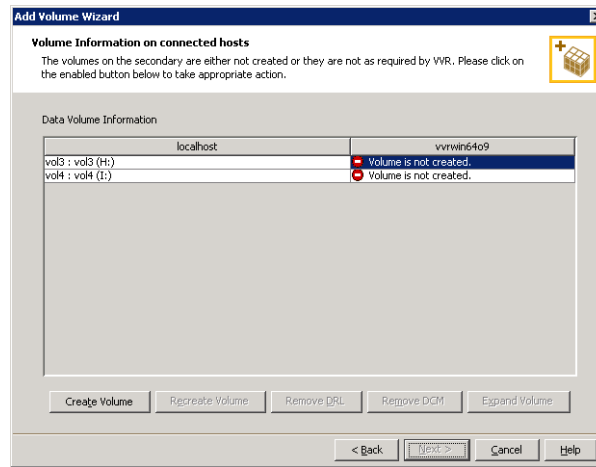 Add Volume Wizard
Volume Information on connected hosts
The volumes on the secondary are either not created or they are not as required by VVR. Please click on
the enabled button below to take appropriate action.
Data Volume Information
localhost vvrwin64o9
vol3 : vol3 (H:) Volume is not created.
vol4 : vol4 (I:) Volume is not created.
Create Volume Recreate Volume Remove DRL Remove DCM Expand Volume
< Back Next > Cancel Help